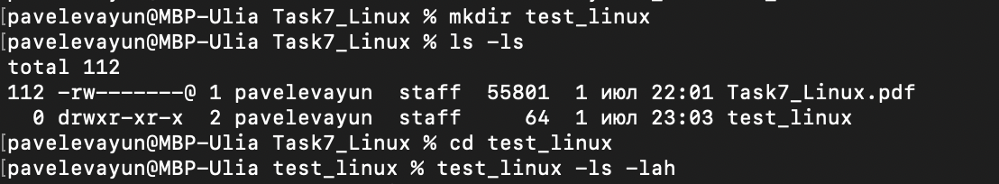 [pavelevayun@MBP-Ulia Task7_Linux % mkdir test_linux
[pavelevayun@MBP-Ulia Task7_Linux % ls -ls
total 112
112 -rw-------@ 1 pavelevayun  staff  55801  1 июл 22:01 Task7_Linux.pdf
  0 drwxr-xr-x  2 pavelevayun  staff     64  1 июл 23:03 test_linux
[pavelevayun@MBP-Ulia Task7_Linux % cd test_linux
[pavelevayun@MBP-Ulia test_linux % test_linux -ls -lah